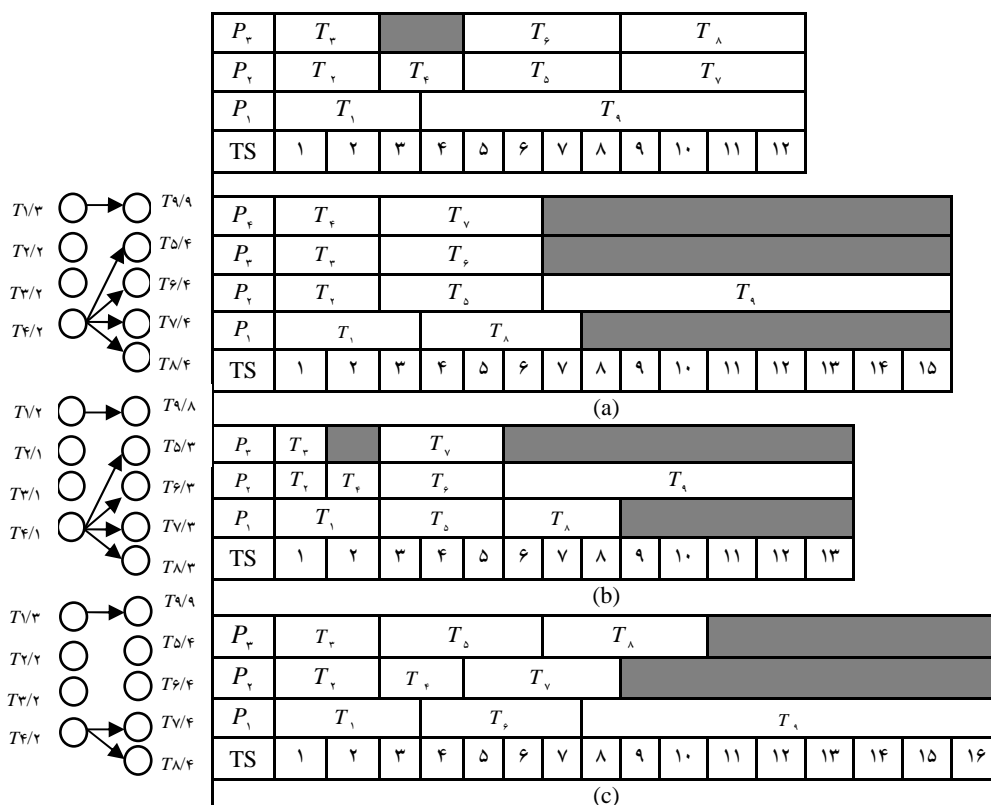 P۳ T۳ T۶ T۸
P۲ T۲ T۴ T۵ T۷
P۱ T۱ T۹
TS ۱ ۲ ۳ ۴ ۵ ۶ ۷ ۸ ۹ ۱۰ ۱۱ ۱۲
T۱/۳ T۹/۹
T۲/۲ T۵/۴
T۳/۲ T۶/۴
T۴/۲ T۷/۴
T۸/۴
P۴ T۴ T۷
P۳ T۳ T۶
P۲ T۲ T۵ T۹
P۱ T۱ T۸
TS ۱ ۲ ۳ ۴ ۵ ۶ ۷ ۸ ۹ ۱۰ ۱۱ ۱۲ ۱۳ ۱۴ ۱۵
(a)
T۱/۲ T۹/۸
T۲/۱ T۵/۳
T۳/۱ T۶/۳
T۴/۱ T۷/۳
T۸/۳
P۳ T۳ T۷
P۲ T۲ T۴ T۶ T۹
P۱ T۱ T۵ T۸
TS ۱ ۲ ۳ ۴ ۵ ۶ ۷ ۸ ۹ ۱۰ ۱۱ ۱۲ ۱۳
(b)
T۱/۳ T۹/۹
T۲/۲ T۵/۴
T۳/۲ T۶/۴
T۴/۲ T۷/۴
T۸/۴
P۳ T۳ T۵ T۸
P۲ T۲ T۴ T۷
P۱ T۱ T۶ T۹
TS ۱ ۲ ۳ ۴ ۵ ۶ ۷ ۸ ۹ ۱۰ ۱۱ ۱۲ ۱۳ ۱۴ ۱۵ ۱۶
(c)